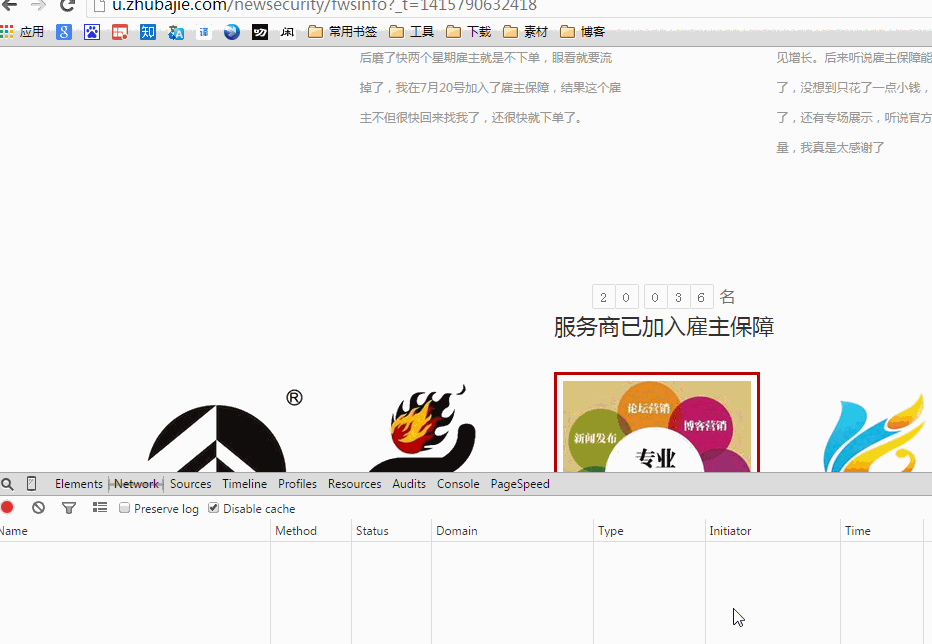 u.zhubajie.com/newsecurity/fwsinfo?_t=1415790632418
应用 常用书签 工具 下载 素材 博客
后磨了快两个星期雇主就是不下单，眼看就要流
掉了，我在7月20号加入了雇主保障，结果这个雇
主不但很快回来找我了，还很快就下单了。
见增长。后来听说雇主保障能
了，没想到只花了一点小钱，
了，还有专场展示，听说官方
量，我真是太感谢了
2 0 0 3 6 名
服务商已加入雇主保障
®
论坛营销
新闻发布
博客营销
专业
Elements Network Sources Timeline Profiles Resources Audits Console PageSpeed
Preserve log Disable cache
Name Method Status Domain Type Initiator Time